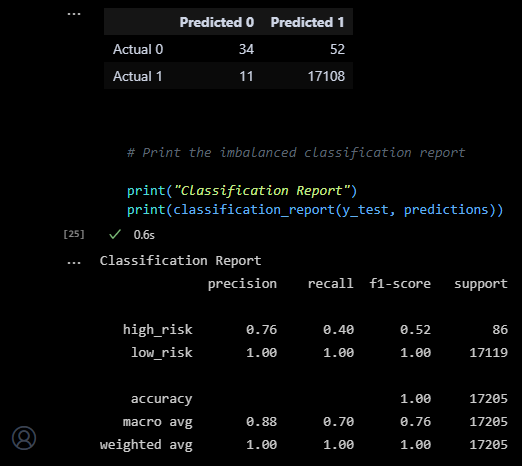 ...
Predicted 0 Predicted 1
Actual 0 34 52
Actual 1 11 17108
# Print the imbalanced classification report
print("Classification Report")
print(classification_report(y_test, predictions))
[25] ✓ 0.6s
... Classification Report
precision recall f1-score support
high_risk 0.76 0.40 0.52 86
low_risk 1.00 1.00 1.00 17119
accuracy 1.00 17205
macro avg 0.88 0.70 0.76 17205
weighted avg 1.00 1.00 1.00 17205